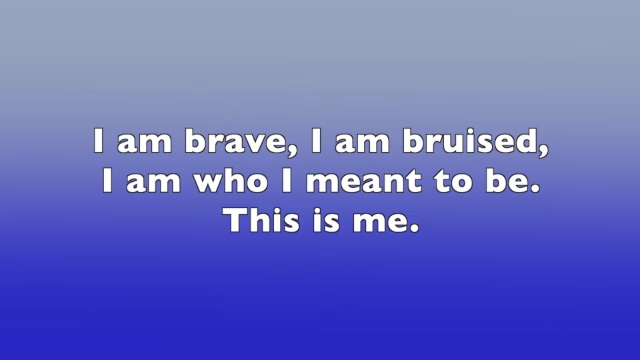 I am brave, I am bruised,
I am who I meant to be.
This is me.